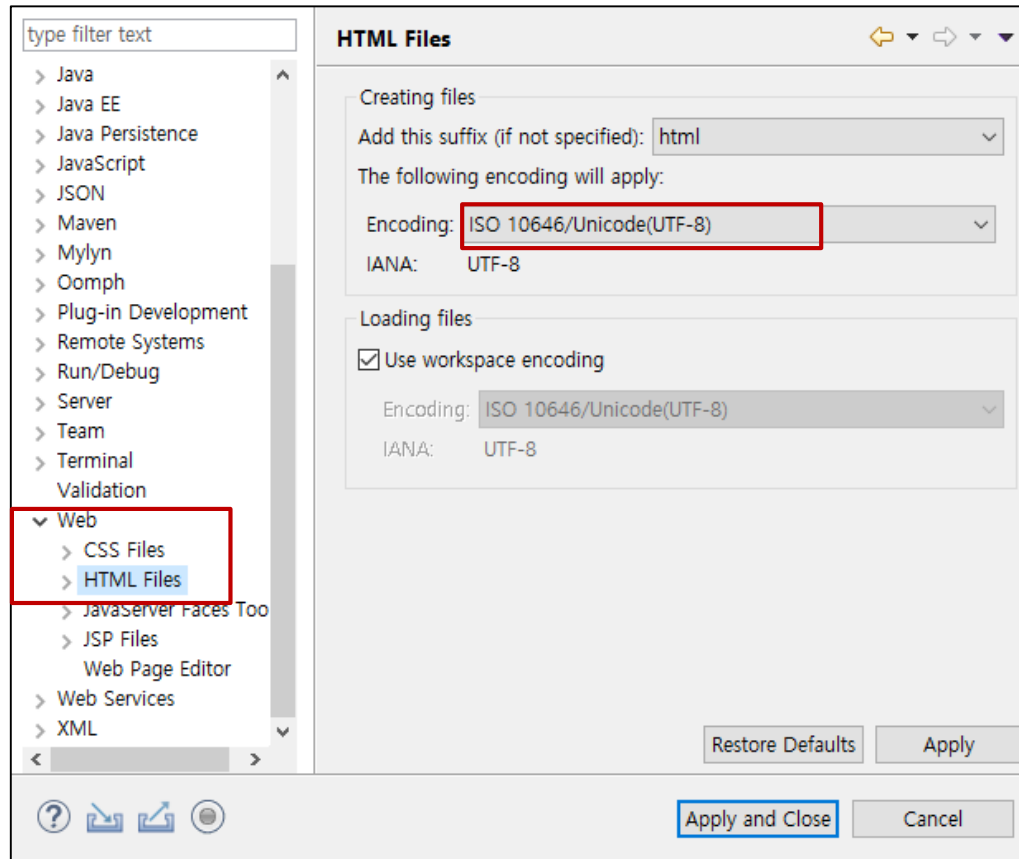 type filter text
Java
Java EE
Java Persistence
JavaScript
JSON
Maven
Mylyn
Oomph
Plug-in Development
Remote Systems
Run/Debug
Server
Team
Terminal
Validation
Web
CSS Files
HTML Files
JavaServer Faces Too
JSP Files
Web Page Editor
Web Services
XML
HTML Files
Creating files
Add this suffix (if not specified): html
The following encoding will apply:
Encoding: ISO 10646/Unicode(UTF-8)
IANA: UTF-8
Loading files
Use workspace encoding
Encoding: ISO 10646/Unicode(UTF-8)
IANA: UTF-8
Restore Defaults Apply
? Apply and Close Cancel